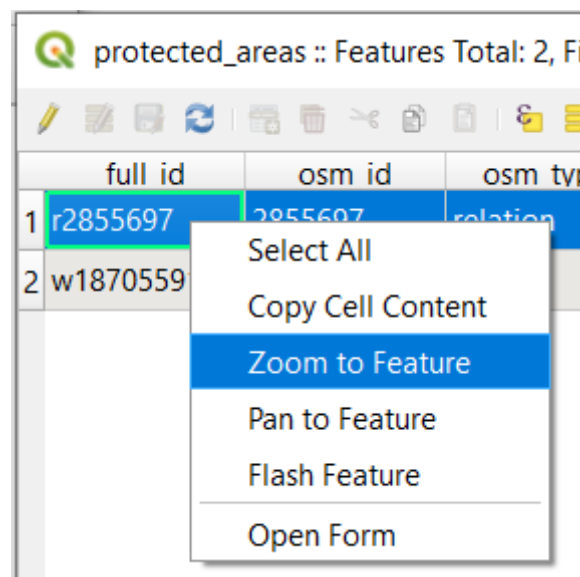 protected_areas :: Features Total: 2, Fi
full_id osm_id osm_typ
1 r2855697 2855697 relation
2 w18705591
Select All
Copy Cell Content
Zoom to Feature
Pan to Feature
Flash Feature
Open Form